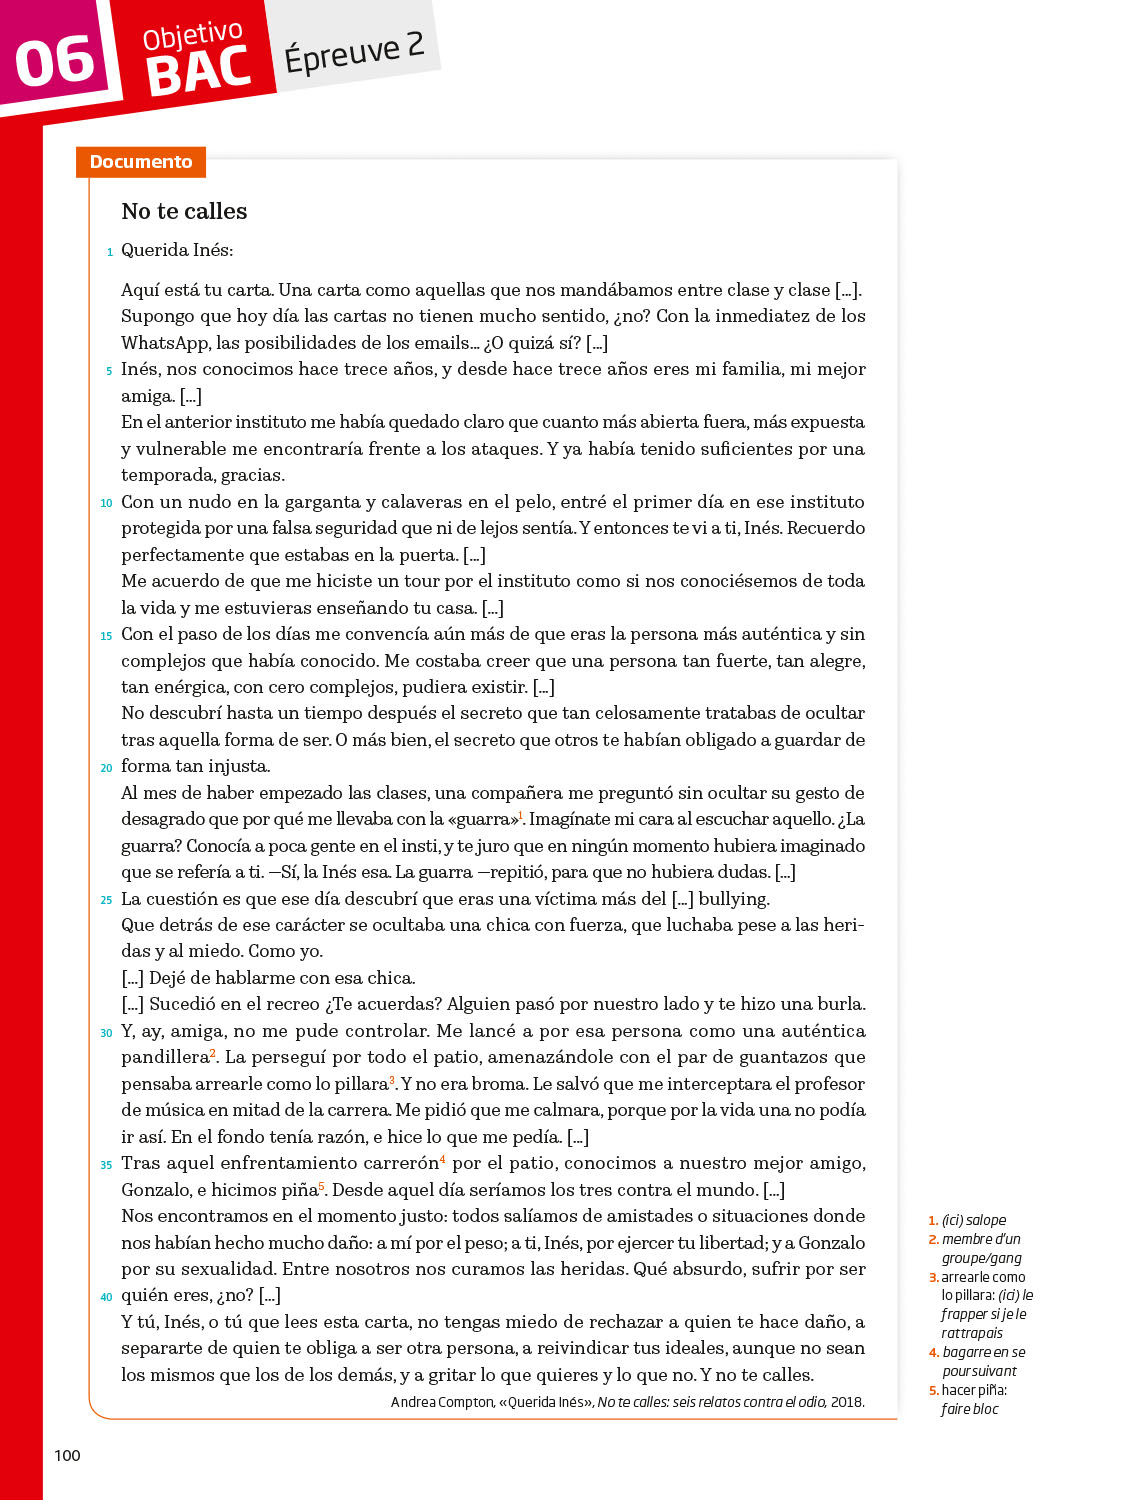 06
Objetivo
BAC
Épreuve 2
Documento
No te calles
1 Querida Inés:
Aquí está tu carta. Una carta como aquellas que nos mandábamos entre clase y clase [...].
Supongo que hoy día las cartas no tienen mucho sentido, ¿no? Con la inmediatez de los
WhatsApp, las posibilidades de los emails... ¿O quizá sí? [...]
5 Inés, nos conocimos hace trece años, y desde hace trece años eres mi familia, mi mejor
amiga. [...]
En el anterior instituto me había quedado claro que cuanto más abierta fuera, más expuesta
y vulnerable me encontraría frente a los ataques. Y ya había tenido suficientes por una
temporada, gracias.
10 Con un nudo en la garganta y calaveras en el pelo, entré el primer día en ese instituto
protegida por una falsa seguridad que ni de lejos sentía. Y entonces te vi a ti, Inés. Recuerdo
perfectamente que estabas en la puerta. [...]
Me acuerdo de que me hiciste un tour por el instituto como si nos conociésemos de toda
la vida y me estuvieras enseñando tu casa. [...]
15 Con el paso de los días me convencía aún más de que eras la persona más auténtica y sin
complejos que había conocido. Me costaba creer que una persona tan fuerte, tan alegre,
tan enérgica, con cero complejos, pudiera existir. [...]
No descubrí hasta un tiempo después el secreto que tan celosamente tratabas de ocultar
tras aquella forma de ser. O más bien, el secreto que otros te habían obligado a guardar de
20 forma tan injusta.
Al mes de haber empezado las clases, una compañera me preguntó sin ocultar su gesto de
desagrado que por qué me llevaba con la «guarra»1. Imagínate mi cara al escuchar aquello. ¿La
guarra? Conocía a poca gente en el insti, y te juro que en ningún momento hubiera imaginado
que se refería a ti. —Sí, la Inés esa. La guarra —repitió, para que no hubiera dudas. [...]
25 La cuestión es que ese día descubrí que eras una víctima más del [...] bullying.
Que detrás de ese carácter se ocultaba una chica con fuerza, que luchaba pese a las heri-
das y al miedo. Como yo.
[...] Dejé de hablarme con esa chica.
[...] Sucedió en el recreo ¿Te acuerdas? Alguien pasó por nuestro lado y te hizo una burla.
30 Y, ay, amiga, no me pude controlar. Me lancé a por esa persona como una auténtica
pandillera2. La perseguí por todo el patio, amenazándole con el par de guantazos que
pensaba arrearle como lo pillara3. Y no era broma. Le salvó que me interceptara el profesor
de música en mitad de la carrera. Me pidió que me calmara, porque por la vida una no podía
ir así. En el fondo tenía razón, e hice lo que me pedía. [...]
35 Tras aquel enfrentamiento carrerón4 por el patio, conocimos a nuestro mejor amigo,
Gonzalo, e hicimos piña5. Desde aquel día seríamos los tres contra el mundo. [...]
Nos encontramos en el momento justo: todos salíamos de amistades o situaciones donde
nos habían hecho mucho daño: a mí por el peso; a ti, Inés, por ejercer tu libertad; y a Gonzalo
por su sexualidad. Entre nosotros nos curamos las heridas. Qué absurdo, sufrir por ser
40 quién eres, ¿no? [...]
Y tú, Inés, o tú que lees esta carta, no tengas miedo de rechazar a quien te hace daño, a
separarte de quien te obliga a ser otra persona, a reivindicar tus ideales, aunque no sean
los mismos que los de los demás, y a gritar lo que quieres y lo que no. Y no te calles.
Andrea Compton, «Querida Inés», No te calles: seis relatos contra el odio, 2018.
1. (ici) salope
2. membre d'un
groupe/gang
3. arrearle como
lo pillara: (ici) le
frapper si je le
rattrapais
4. bagarre en se
poursuivant
5. hacer piña:
faire bloc
100